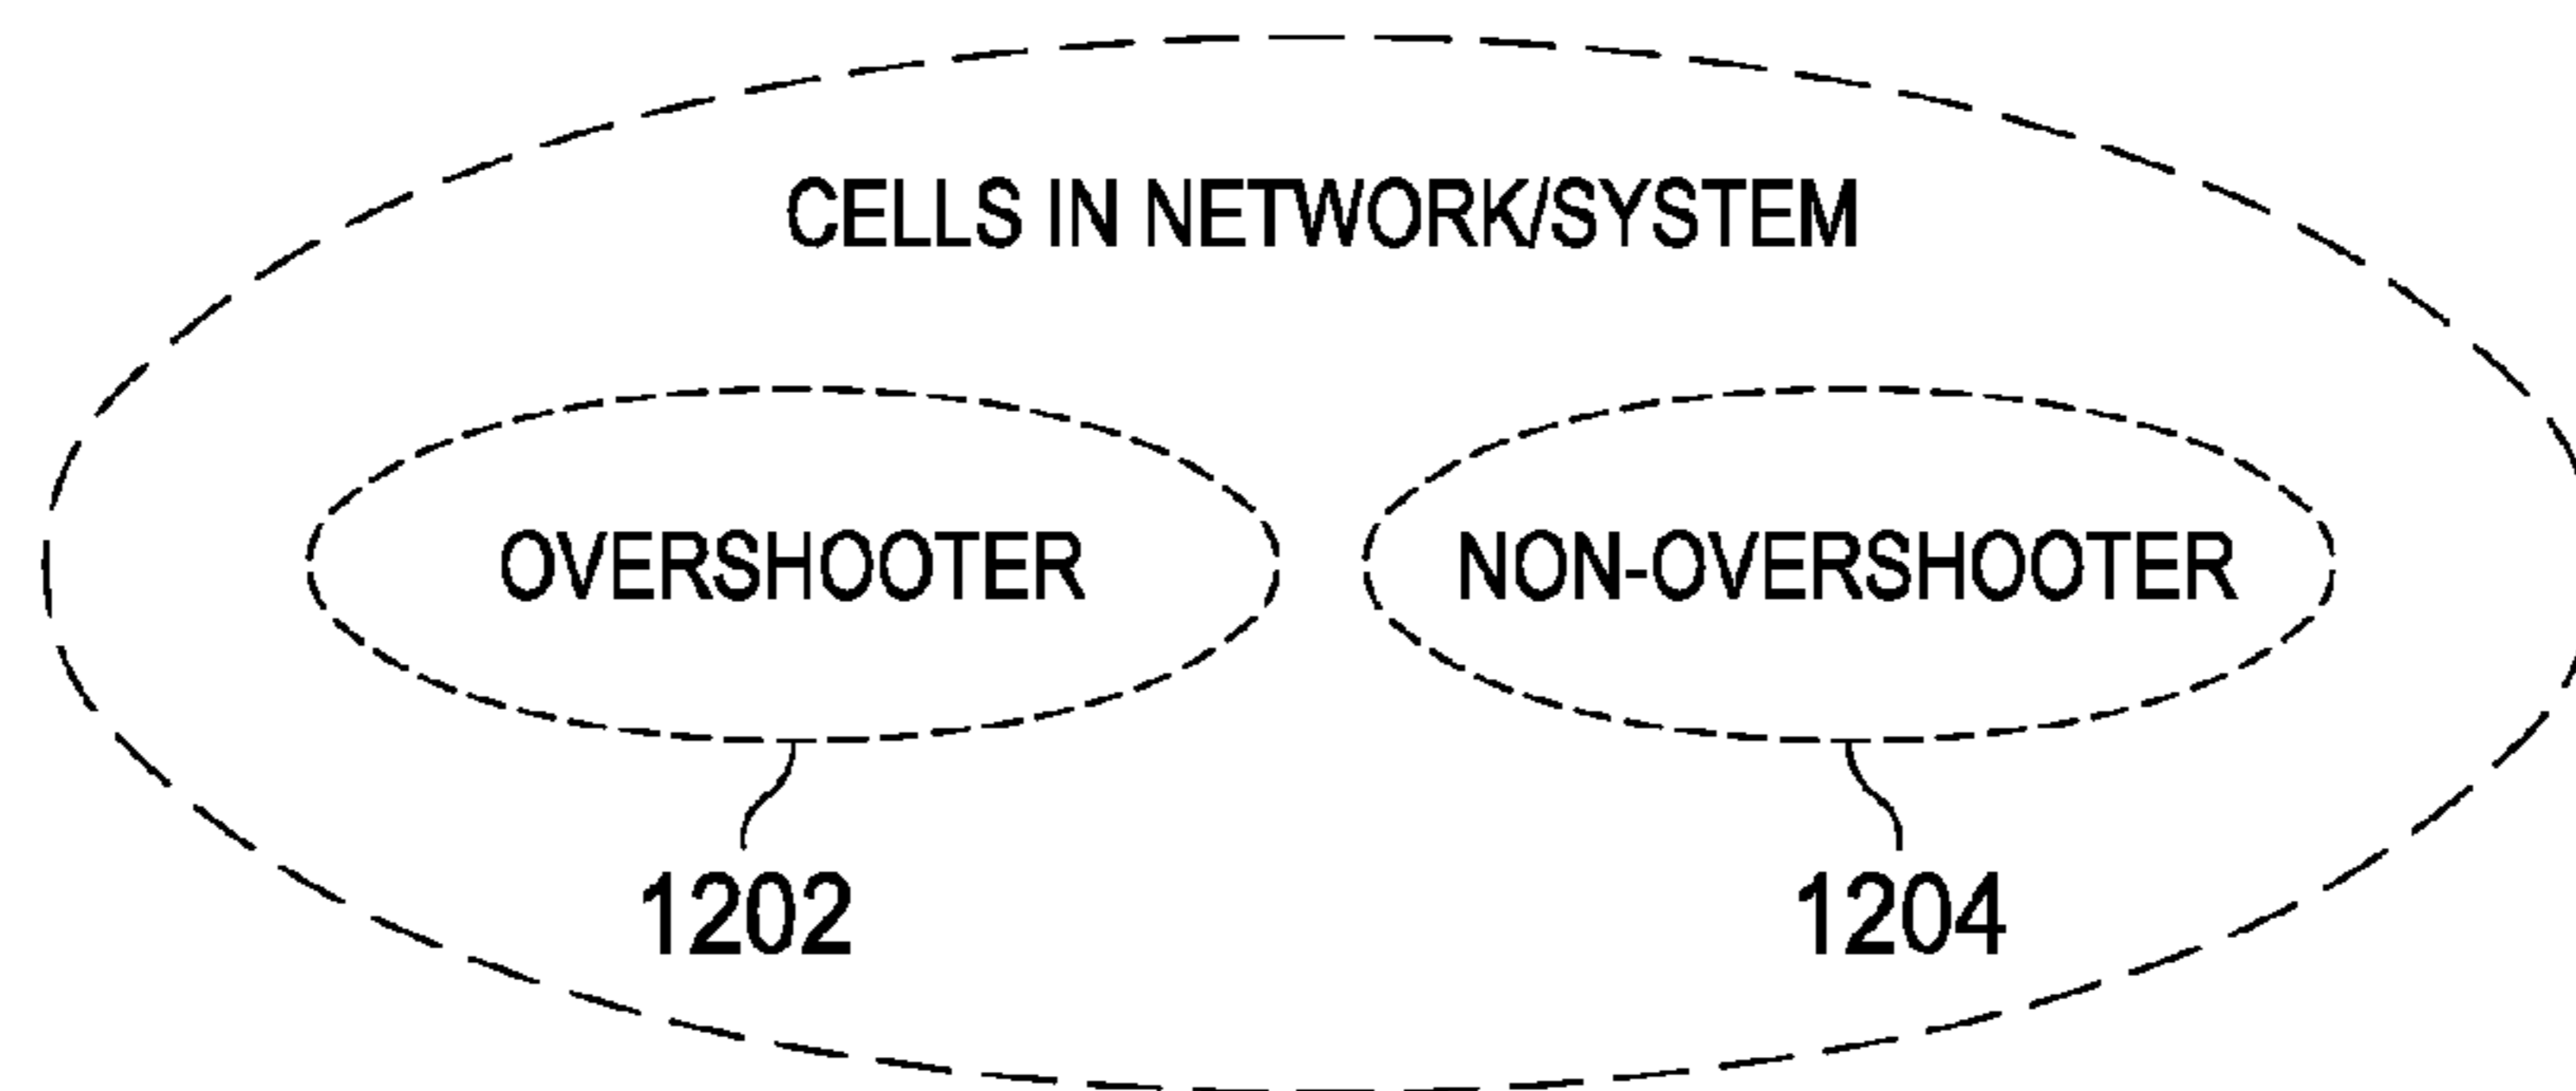 CELLS IN NETWORK/SYSTEM
OVERSHOOTER
NON-OVERSHOOTER
1202
1204